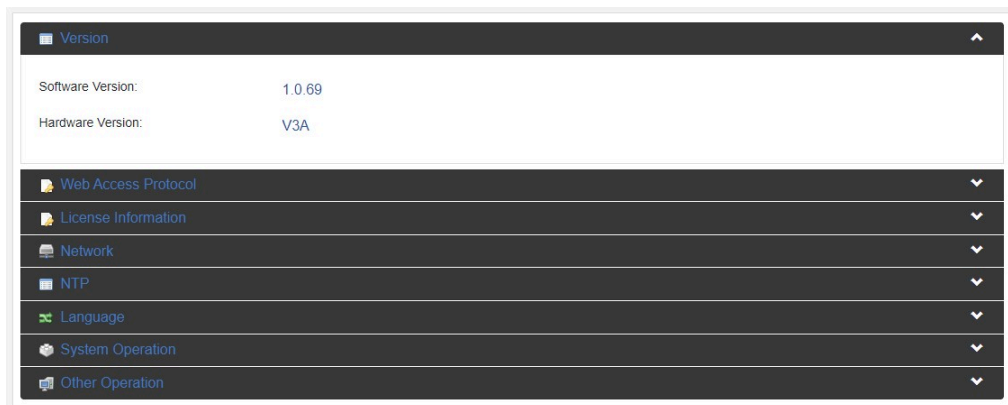 Version
Software Version: 1.0.69
Hardware Version: V3A
Web Access Protocol
License Information
Network
NTP
Language
System Operation
Other Operation